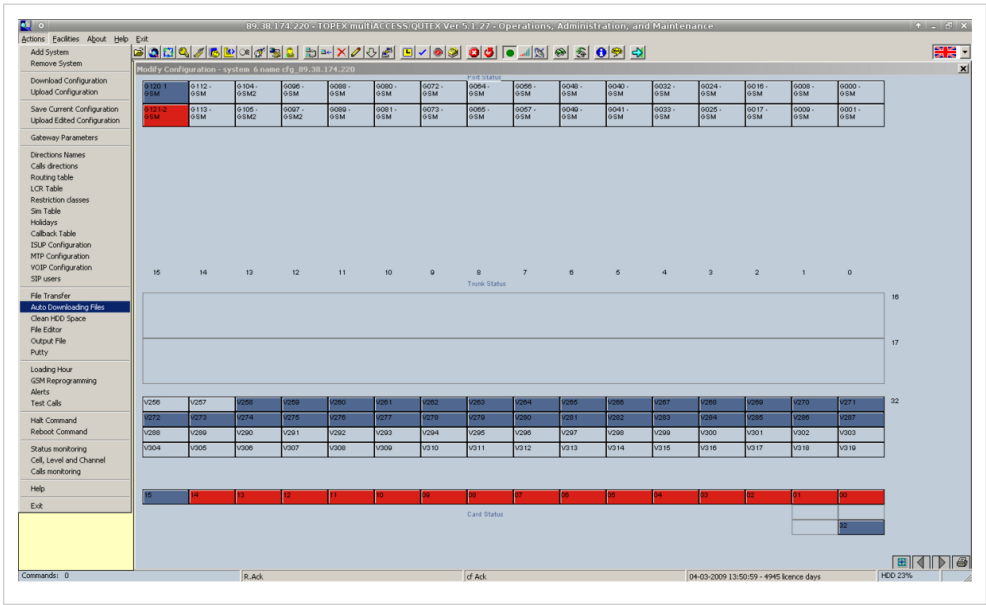 89.38.174.220 - TOPEX multiACCESS/QUTEX Ver 5.1.27 - Operations, Administration, and Maintenance
Actions Facilities About Help Exit
Add System
Remove System
Download Configuration
Upload Configuration
Save Current Configuration
Upload Edited Configuration
Gateway Parameters
Directions Names
Calls directions
Routing table
LCR Table
Restriction classes
Sim Table
Holidays
Callback Table
ISUP Configuration
MTP Configuration
VOIP Configuration
SIP users
File Transfer
Auto Downloading Files
Clean HDD Space
File Editor
Output File
Putty
Loading Hour
GSM Reprogramming
Alerts
Test Calls
Halt Command
Reboot Command
Status monitoring
Cell, Level and Channel
Calls monitoring
Help
Exit
Modify Configuration - system 6 name cfg_89.38.174.220
Port Status
G120 1 G112 - G104 - G096 - G088 - G080 - G072 - G064 - G056 - G048 - G040 - G032 - G024 - G016 - G008 - G000 -
GSM GSM GSM2 GSM GSM GSM GSM GSM GSM GSM GSM GSM GSM GSM GSM GSM
G121-2 G113 - G105 - G097 - G089 - G081 - G073 - G065 - G057 - G049 - G041 - G033 - G025 - G017 - G009 - G001 -
GSM GSM GSM2 GSM2 GSM GSM GSM GSM GSM GSM GSM GSM GSM GSM GSM GSM
15 14 13 12 11 10 9 8 7 6 5 4 3 2 1 0
Trunk Status
16
17
V256 V257 V258 V259 V260 V261 V262 V263 V264 V265 V266 V267 V268 V269 V270 V271 32
V272 V273 V274 V275 V276 V277 V278 V279 V280 V281 V282 V283 V284 V285 V286 V287
V288 V289 V290 V291 V292 V293 V294 V295 V296 V297 V298 V299 V300 V301 V302 V303
V304 V305 V306 V307 V308 V309 V310 V311 V312 V313 V314 V315 V316 V317 V318 V319
15 14 13 12 11 10 09 08 07 06 05 04 03 02 01 00
Card Status
32
Commands: 0 R.Ack cf Ack 04-03-2009 13:50:59 - 4945 licence days HDD 23%